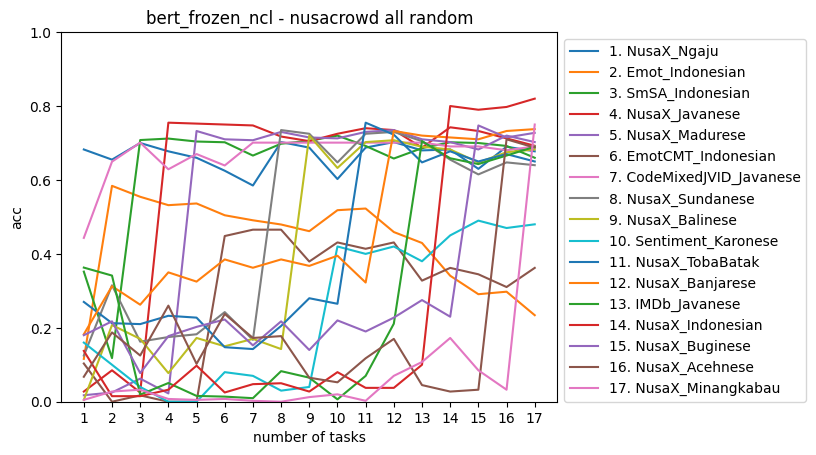 bert_frozen_ncl - nusacrowd all random
1.0
0.8
0.6
0.4
0.2
0.0
acc
1 2 3 4 5 6 7 8 9 10 11 12 13 14 15 16 17
number of tasks
1. NusaX_Ngaju
2. Emot_Indonesian
3. SmSA_Indonesian
4. NusaX_Javanese
5. NusaX_Madurese
6. EmotCMT_Indonesian
7. CodeMixedJVID_Javanese
8. NusaX_Sundanese
9. NusaX_Balinese
10. Sentiment_Karonese
11. NusaX_TobaBatak
12. NusaX_Banjarese
13. IMDb_Javanese
14. NusaX_Indonesian
15. NusaX_Buginese
16. NusaX_Acehnese
17. NusaX_Minangkabau